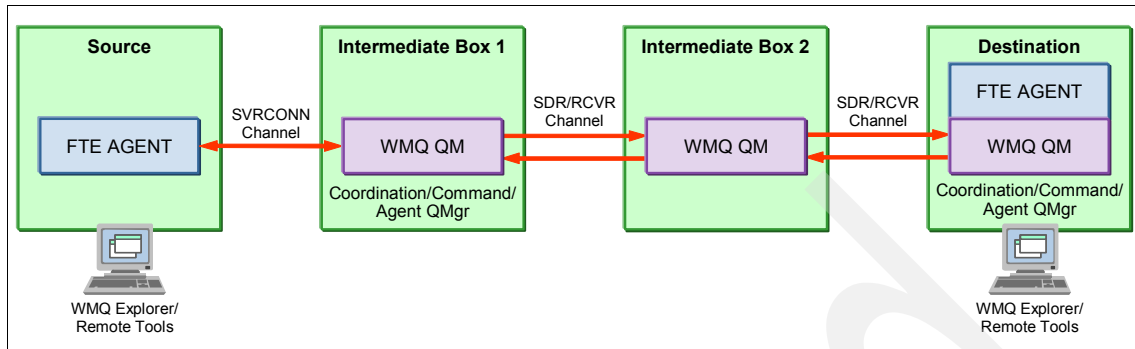 Source
Intermediate Box 1
Intermediate Box 2
Destination
SVRCONN
Channel
SDR/RCVR
Channel
SDR/RCVR
Channel
FTE AGENT
FTE AGENT
WMQ QM
WMQ QM
WMQ QM
Coordination/Command/
Agent QMgr
Coordination/Command/
Agent QMgr
WMQ Explorer/
Remote Tools
WMQ Explorer/
Remote Tools